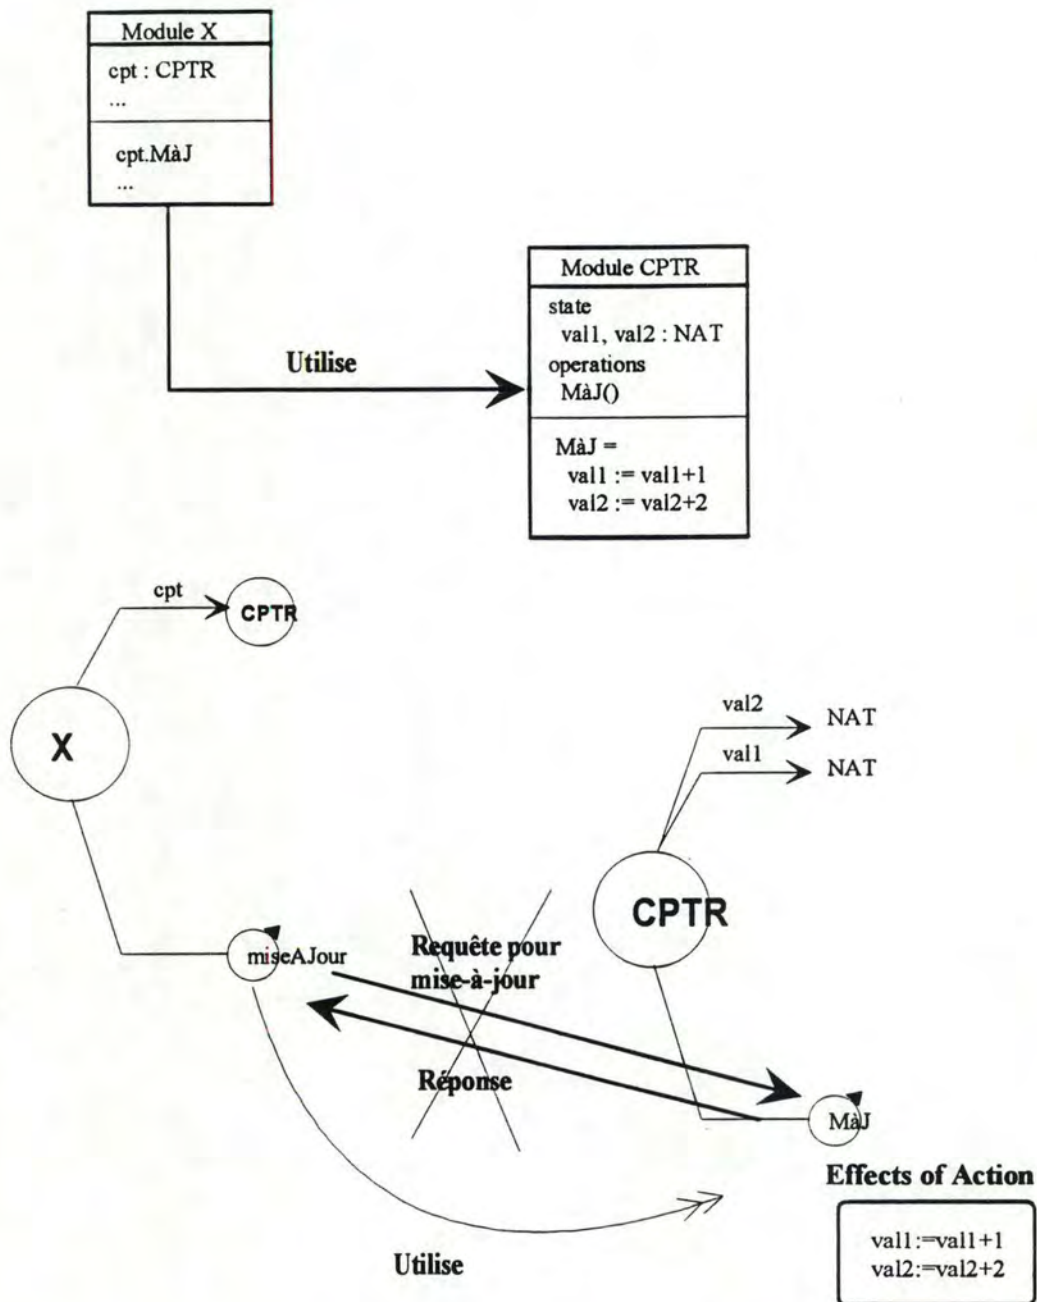 Module X
cpt : CPTR
...
cpt.MàJ
...
Module CPTR
state
val1, val2 : NAT
operations
MàJ()
MàJ =
val1 := val1+1
val2 := val2+2
Utilise
cpt
CPTR
X
val2
NAT
val1
NAT
CPTR
miseAJour
Requête pour
mise-à-jour
Réponse
MàJ
Effects of Action
val1:=val1+1
val2:=val2+2
Utilise